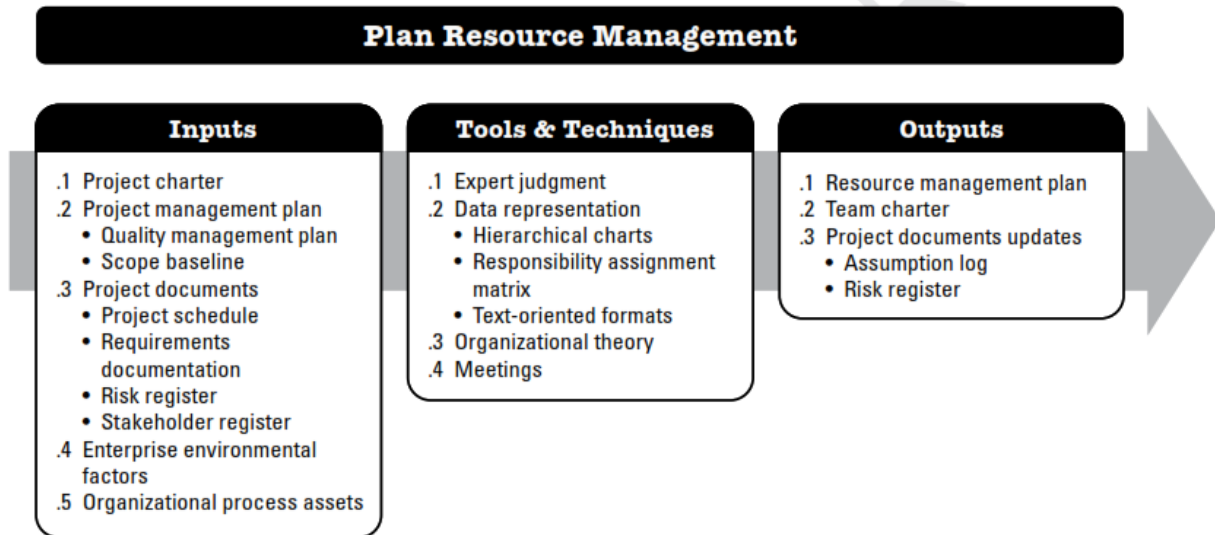 Plan Resource Management
Inputs
.1 Project charter
.2 Project management plan
• Quality management plan
• Scope baseline
.3 Project documents
• Project schedule
• Requirements
documentation
• Risk register
• Stakeholder register
.4 Enterprise environmental
factors
.5 Organizational process assets
Tools & Techniques
.1 Expert judgment
.2 Data representation
• Hierarchical charts
• Responsibility assignment
matrix
• Text-oriented formats
.3 Organizational theory
.4 Meetings
Outputs
.1 Resource management plan
.2 Team charter
.3 Project documents updates
• Assumption log
• Risk register